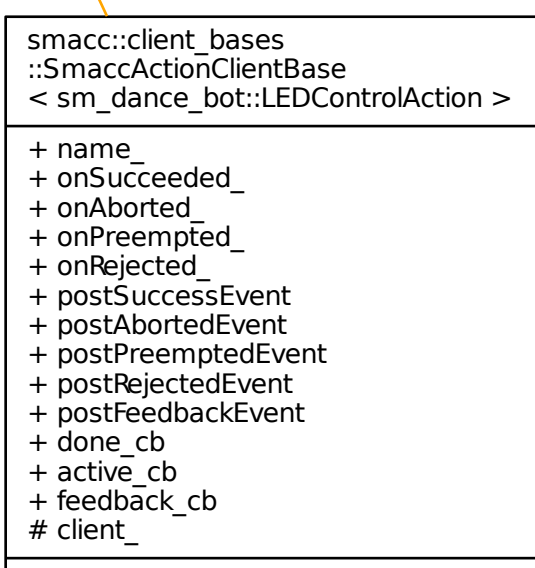 smacc::client_bases
::SmaccActionClientBase
< sm_dance_bot::LEDControlAction >
+ name_
+ onSucceeded_
+ onAborted_
+ onPreempted_
+ onRejected_
+ postSuccessEvent
+ postAbortedEvent
+ postPreemptedEvent
+ postRejectedEvent
+ postFeedbackEvent
+ done_cb
+ active_cb
+ feedback_cb
# client_